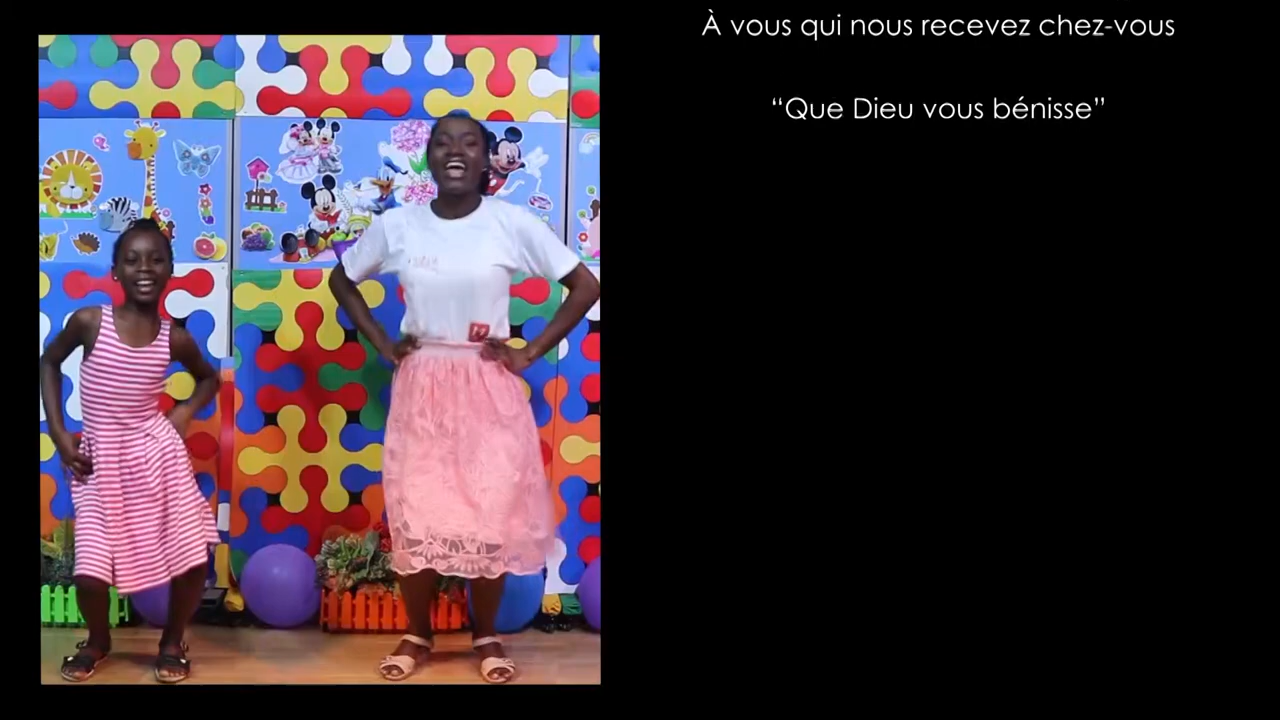 À vous qui nous recevez chez-vous
“Que Dieu vous bénisse”